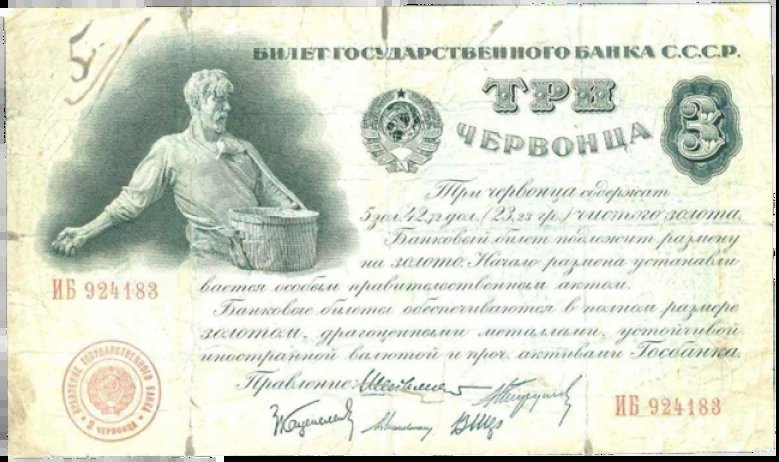 БИЛЕТ ГОСУДАРСТВЕННОГО БАНКА С.С.С.Р.
ТРИ
ЧЕРВОНЦА
3
Три червонца содержат
5 зол. 42,72 дол. (23,23 гр.) чистого золота.
Банковый билет подлежит размену
на золото. Начало размена устанавли
вается особым правительственным актом.
Банковые билеты обеспечиваются в полном размере
золотом, драгоценными металлами, устойчивой
иностранной валютой и проч. активами Госбанка.
Правление:
ИБ 924183
ПРАВЛЕНИЕ ГОСУДАРСТВЕННОГО БАНКА
3 ЧЕРВОНЦА
ИБ 924183